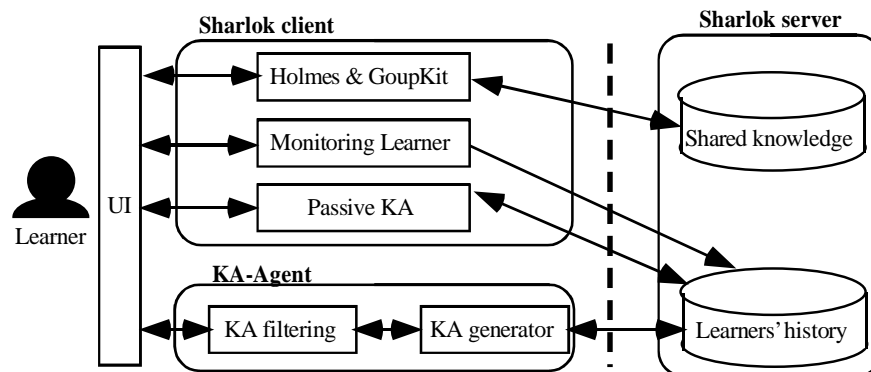 Sharlok client
Sharlok server
Holmes & GoupKit
Shared knowledge
Monitoring Learner
Passive KA
UI
Learner
KA-Agent
KA filtering
KA generator
Learners' history